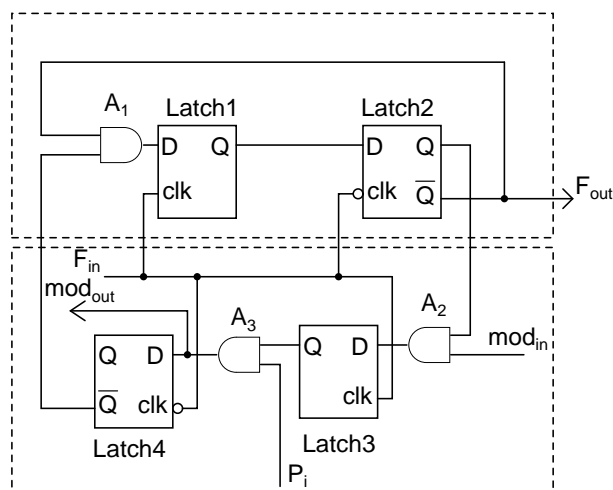 A1
Latch1
Latch2
D Q
D Q
clk
clk Q
Fout
Fin
modout
A3
A2
modin
Q D
Q D
Q clk
clk
Latch4
Latch3
Pi